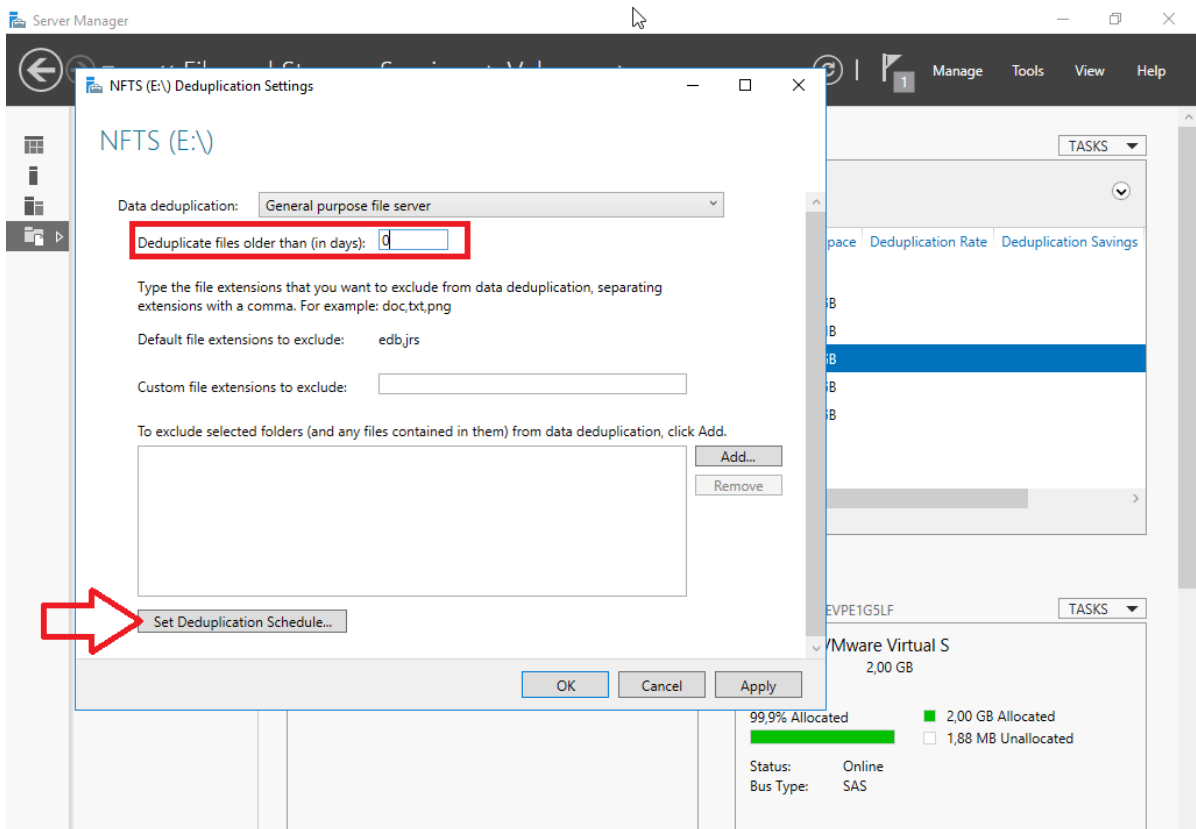 Server Manager
1
Manage
Tools
View
Help
NFTS (E:\) Deduplication Settings
NFTS (E:\)
TASKS
Data deduplication:
General purpose file server
Deduplicate files older than (in days):
0
pace
Deduplication Rate
Deduplication Savings
Type the file extensions that you want to exclude from data deduplication, separating
extensions with a comma. For example: doc,txt,png
Default file extensions to exclude:
edb,jrs
Custom file extensions to exclude:
To exclude selected folders (and any files contained in them) from data deduplication, click Add.
Add...
Remove
Set Deduplication Schedule...
OK
Cancel
Apply
EVPE1G5LF
TASKS
VMware Virtual S
2,00 GB
99,9% Allocated
2,00 GB Allocated
1,88 MB Unallocated
Status:
Online
Bus Type:
SAS